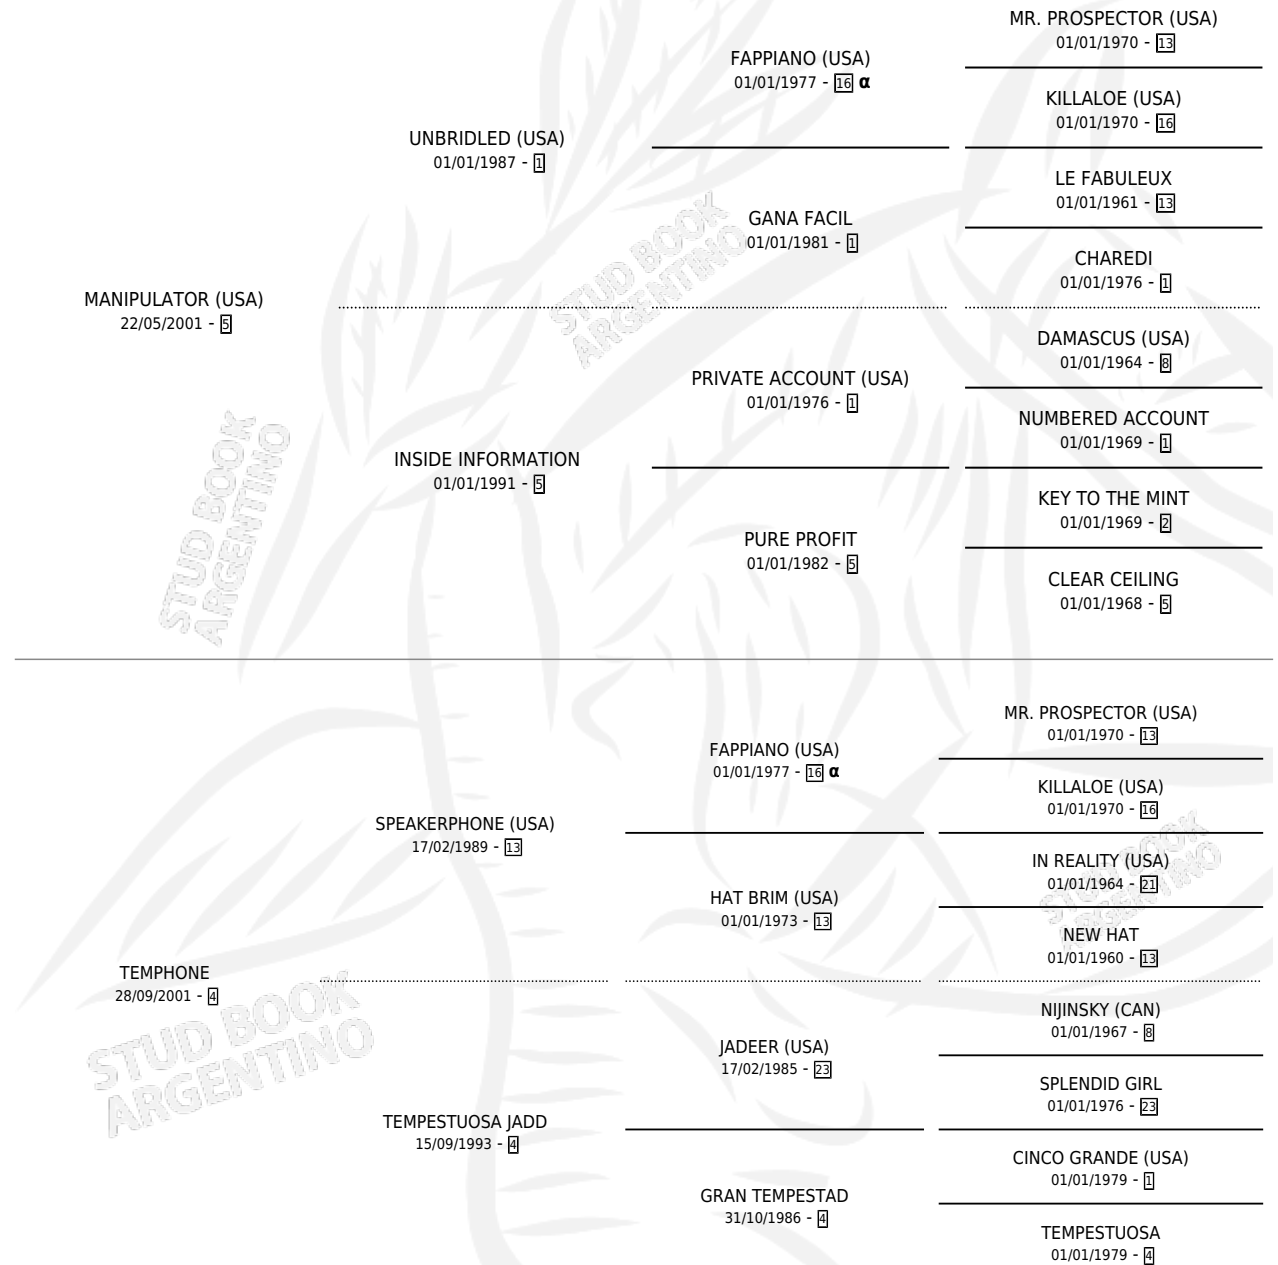 MR. PROSPECTOR (USA)
01/01/1970 - 13
FAPPIANO (USA)
01/01/1977 - 16 α
KILLALOE (USA)
01/01/1970 - 16
UNBRIDLED (USA)
01/01/1987 - 1
LE FABULEUX
01/01/1961 - 13
GANA FACIL
01/01/1981 - 1
CHAREDI
01/01/1976 - 1
MANIPULATOR (USA)
22/05/2001 - 5
DAMASCUS (USA)
01/01/1964 - 8
PRIVATE ACCOUNT (USA)
01/01/1976 - 1
NUMBERED ACCOUNT
01/01/1969 - 1
INSIDE INFORMATION
01/01/1991 - 5
KEY TO THE MINT
01/01/1969 - 2
PURE PROFIT
01/01/1982 - 5
CLEAR CEILING
01/01/1968 - 5
STUD BOOK
ARGENTINO
STUD BOOK
ARGENTINO
MR. PROSPECTOR (USA)
01/01/1970 - 13
FAPPIANO (USA)
01/01/1977 - 16 α
KILLALOE (USA)
01/01/1970 - 16
SPEAKERPHONE (USA)
17/02/1989 - 13
IN REALITY (USA)
01/01/1964 - 21
HAT BRIM (USA)
01/01/1973 - 13
NEW HAT
01/01/1960 - 13
TEMPHONE
28/09/2001 - 4
NIJINSKY (CAN)
01/01/1967 - 8
JADEER (USA)
17/02/1985 - 23
SPLENDID GIRL
01/01/1976 - 23
TEMPESTUOSA JADD
15/09/1993 - 4
CINCO GRANDE (USA)
01/01/1979 - 1
GRAN TEMPESTAD
31/10/1986 - 4
TEMPESTUOSA
01/01/1979 - 4
STUD BOOK
ARGENTINO
STUD BOOK
ARGENTINO